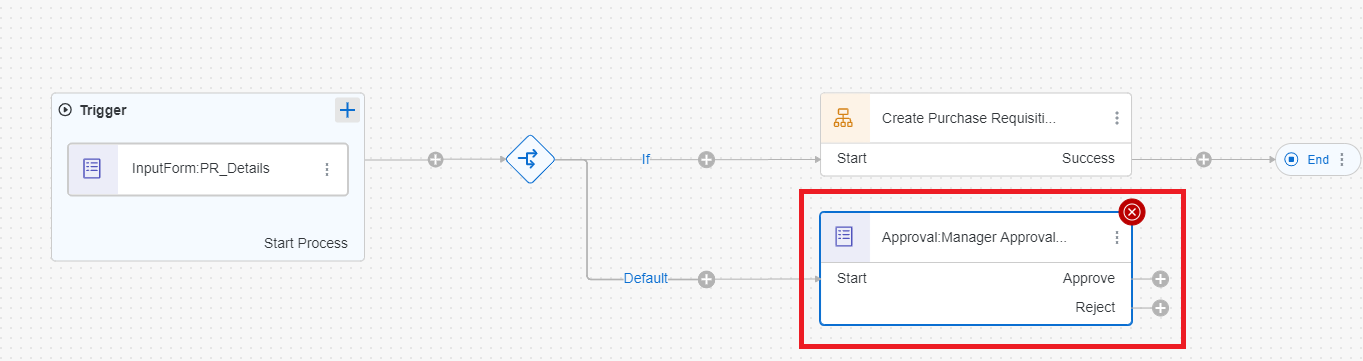 Trigger
InputForm:PR_Details
Start Process
If
Default
Create Purchase Requisiti...
Start
Success
End
Approval:Manager Approval...
Start
Approve
Reject